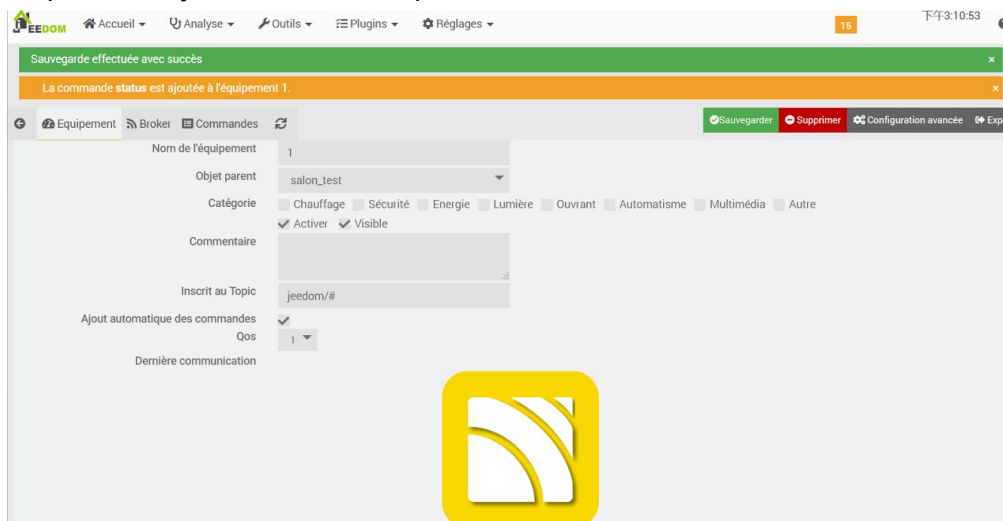 JEEDOM Accueil Analyse Outils Plugins Réglages 15 下午3:10:53
Sauvegarde effectuée avec succès ×
La commande status est ajoutée à l'équipement 1. ×
Equipement Broker Commandes Sauvegarder Supprimer Configuration avancée Exp
Nom de l'équipement 1
Objet parent salon_test
Catégorie Chauffage Sécurité Energie Lumière Ouvrant Automatisme Multimédia Autre
Activer Visible
Commentaire
Inscrit au Topic jeedom/#
Ajout automatique des commandes
Qos 1
Dernière communication